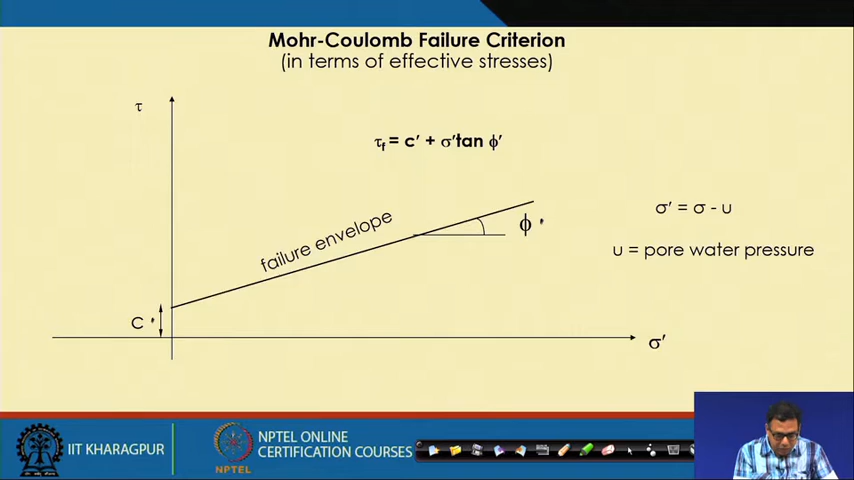 Mohr-Coulomb Failure Criterion
(in terms of effective stresses)
τ
τf = c′ + σ′tan ϕ′
failure envelope
ϕ ′
σ′ = σ - u
u = pore water pressure
C ′
σ′
IIT KHARAGPUR
NPTEL
NPTEL ONLINE
CERTIFICATION COURSES